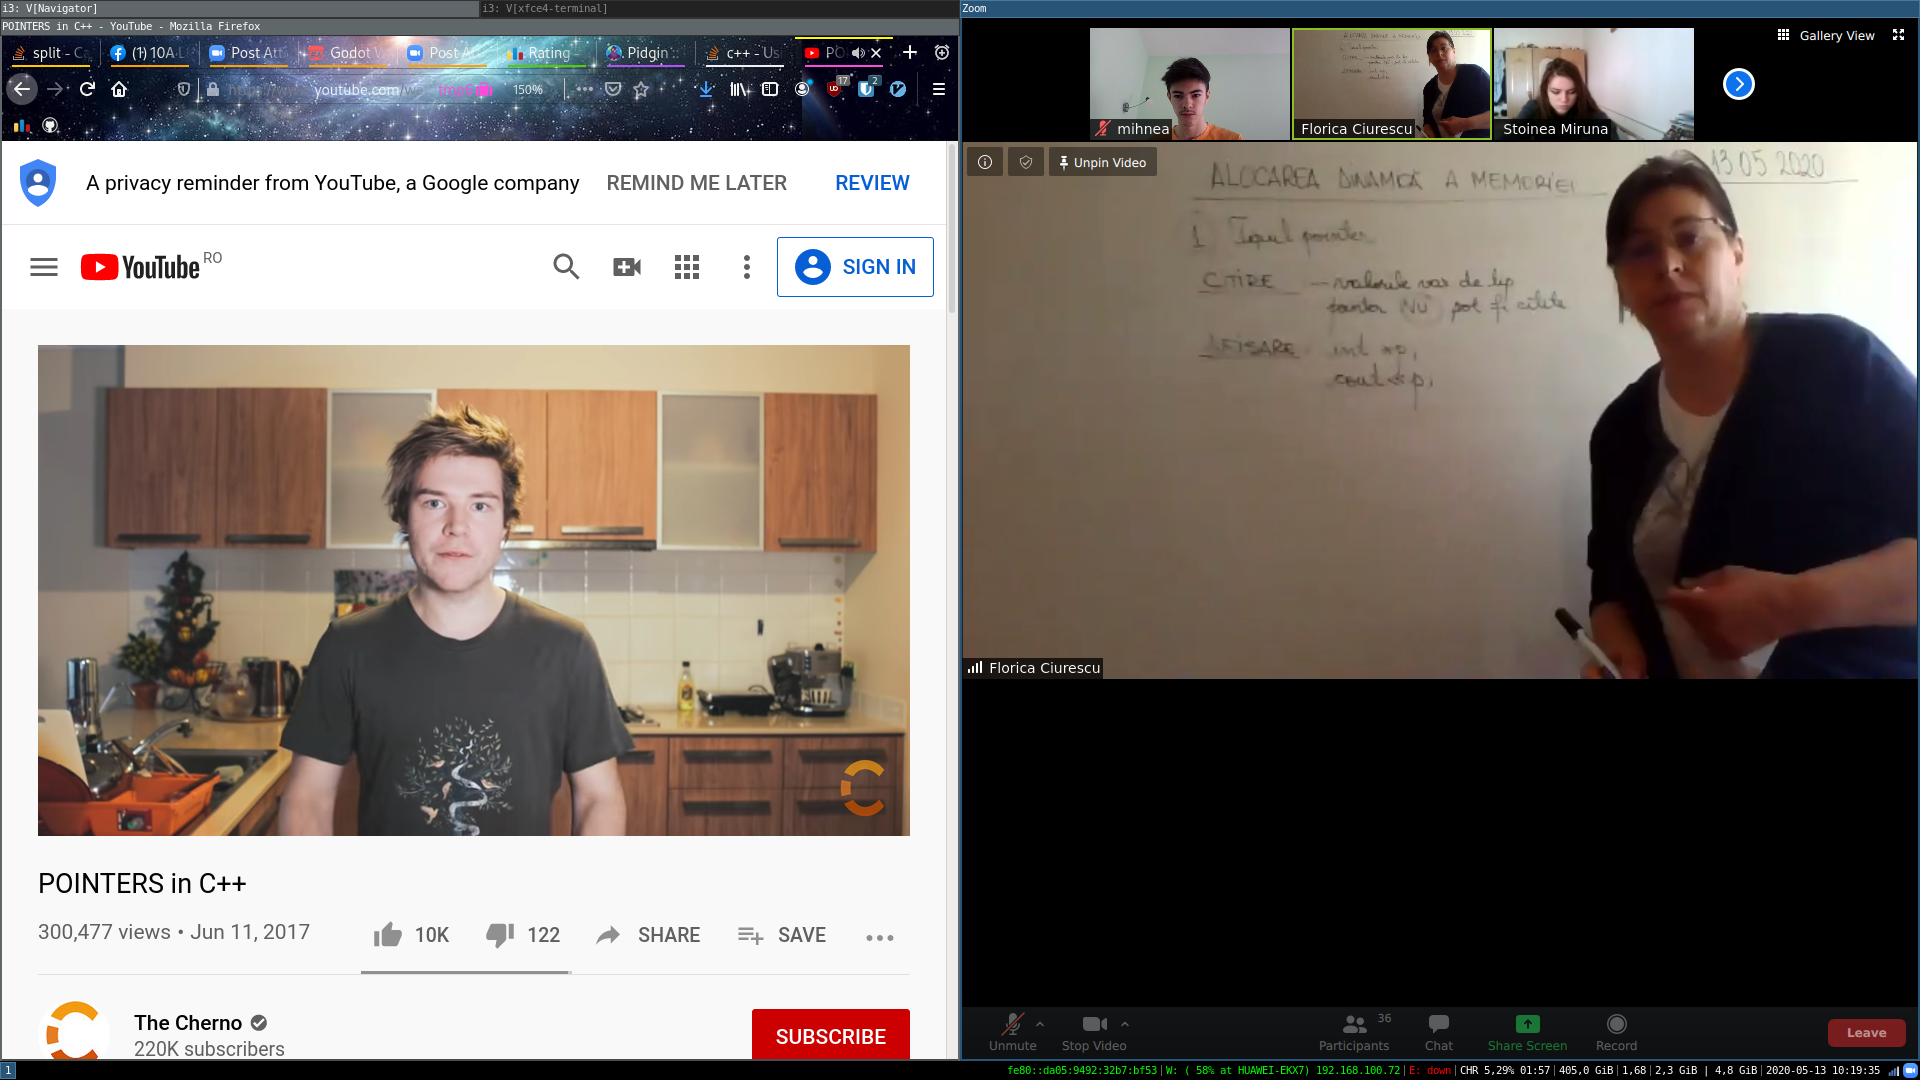 i3: V[Navigator]
i3: V[xfce4-terminal]
POINTERS in C++ - YouTube - Mozilla Firefox
split - C
(1) 10A
Post At
Godot
Post A
Rating -
Pidgin
c++ - Us
PO
youtube.com
150%
17
2
A privacy reminder from YouTube, a Google company
REMIND ME LATER
REVIEW
YouTube RO
SIGN IN
POINTERS in C++
300,477 views • Jun 11, 2017
10K
122
SHARE
SAVE
The Cherno
220K subscribers
SUBSCRIBE
Zoom
Gallery View
mihnea
Florica Ciurescu
Stoinea Miruna
Unpin Video
ALOCAREA DINAMICĂ A MEMORIEI
13 05 2020
1 Tipul pointer
CITIRE — valorile var de tip
pointer NU pot fi citite
AFISARE int *p;
cout<<p;
Florica Ciurescu
Unmute
Stop Video
Participants
36
Chat
Share Screen
Record
Leave
1
fe80::da05:9492:32b7:bf53|W: ( 58% at HUAWEI-EKX7) 192.168.100.72|E: down|CHR 5,29% 01:57|405,0 GiB|1,68|2,3 GiB | 4,8 GiB|2020-05-13 10:19:35